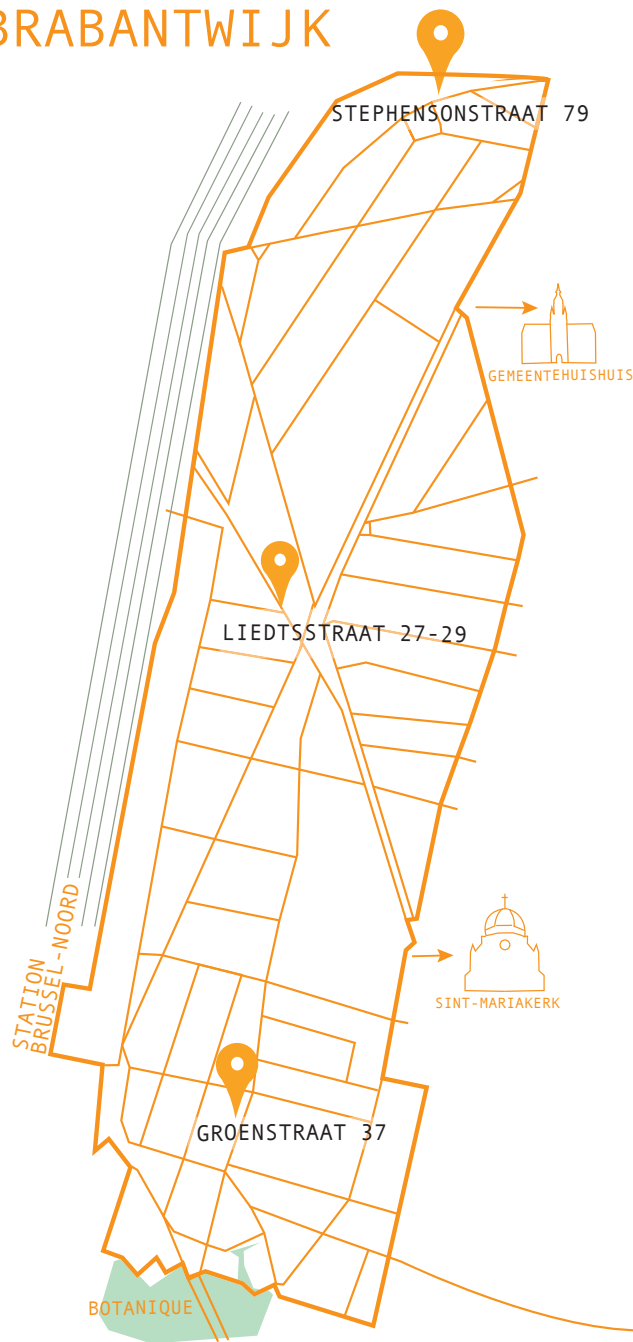 BRABANTWIJK
STEPHENSONSTRAAT 79
GEMEENTEHUISHUIS
LIEDTSSTRAAT 27-29
STATION
BRUSSEL-NOORD
SINT-MARIAKERK
GROENSTRAAT 37
BOTANIQUE